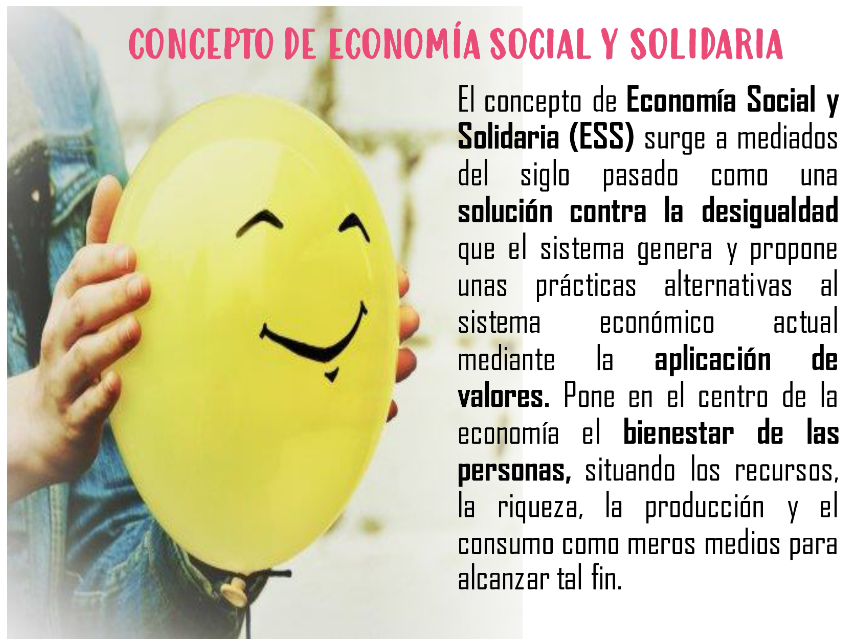 CONCEPTO DE ECONOMÍA SOCIAL Y SOLIDARIA
El concepto de Economía Social y
Solidaria (ESS) surge a mediados
del siglo pasado como una
solución contra la desigualdad
que el sistema genera y propone
unas prácticas alternativas al
sistema económico actual
mediante la aplicación de
valores. Pone en el centro de la
economía el bienestar de las
personas, situando los recursos,
la riqueza, la producción y el
consumo como meros medios para
alcanzar tal fin.